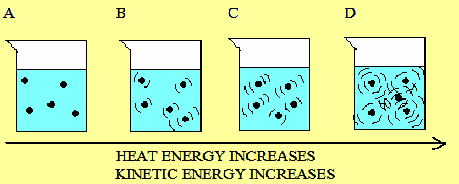 A B C D
HEAT ENERGY INCREASES
KINETIC ENERGY INCREASES